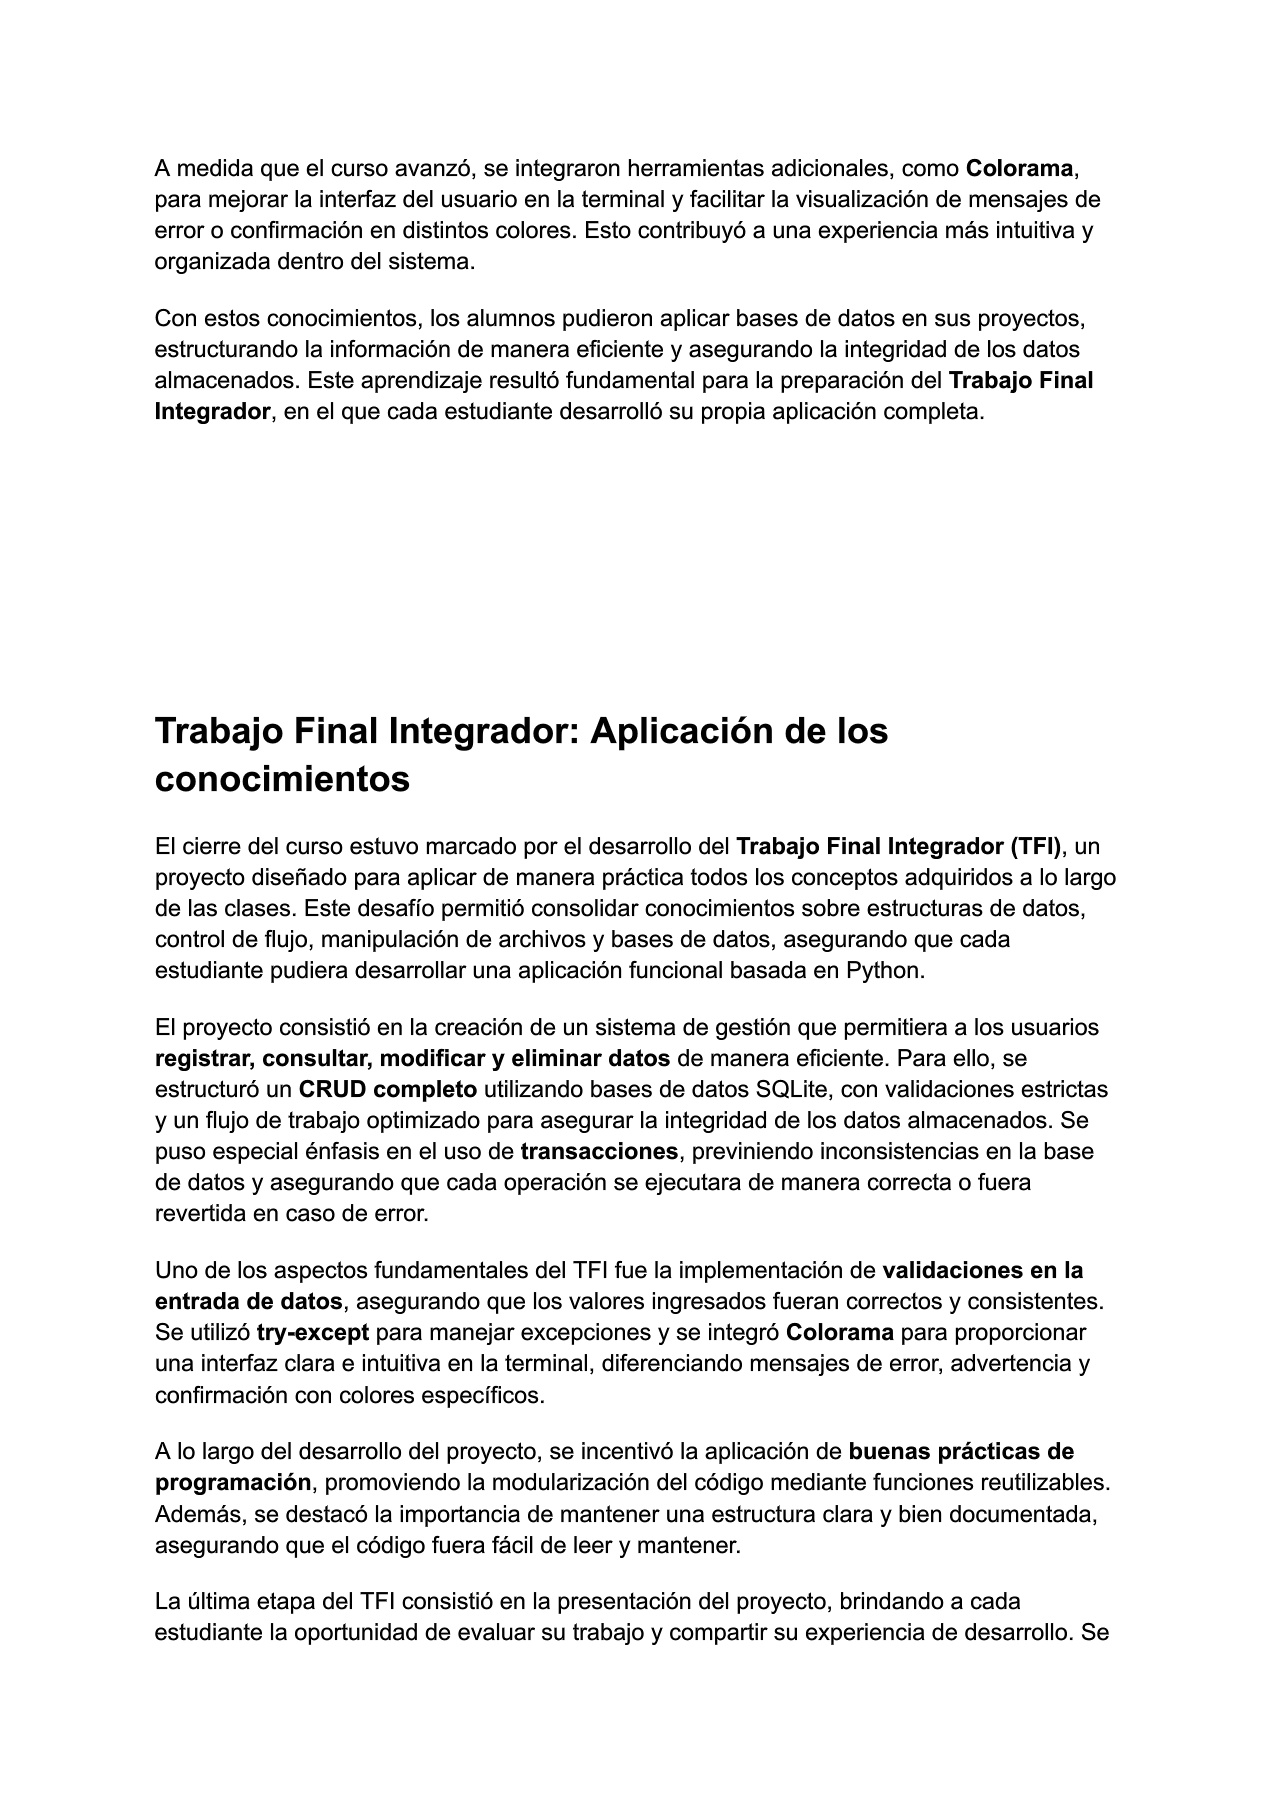 A medida que el curso avanzó, se integraron herramientas adicionales, como Colorama,
para mejorar la interfaz del usuario en la terminal y facilitar la visualización de mensajes de
error o confirmación en distintos colores. Esto contribuyó a una experiencia más intuitiva y
organizada dentro del sistema.
Con estos conocimientos, los alumnos pudieron aplicar bases de datos en sus proyectos,
estructurando la información de manera eficiente y asegurando la integridad de los datos
almacenados. Este aprendizaje resultó fundamental para la preparación del Trabajo Final
Integrador, en el que cada estudiante desarrolló su propia aplicación completa.
Trabajo Final Integrador: Aplicación de los
conocimientos
El cierre del curso estuvo marcado por el desarrollo del Trabajo Final Integrador (TFI), un
proyecto diseñado para aplicar de manera práctica todos los conceptos adquiridos a lo largo
de las clases. Este desafío permitió consolidar conocimientos sobre estructuras de datos,
control de flujo, manipulación de archivos y bases de datos, asegurando que cada
estudiante pudiera desarrollar una aplicación funcional basada en Python.
El proyecto consistió en la creación de un sistema de gestión que permitiera a los usuarios
registrar, consultar, modificar y eliminar datos de manera eficiente. Para ello, se
estructuró un CRUD completo utilizando bases de datos SQLite, con validaciones estrictas
y un flujo de trabajo optimizado para asegurar la integridad de los datos almacenados. Se
puso especial énfasis en el uso de transacciones, previniendo inconsistencias en la base
de datos y asegurando que cada operación se ejecutara de manera correcta o fuera
revertida en caso de error.
Uno de los aspectos fundamentales del TFI fue la implementación de validaciones en la
entrada de datos, asegurando que los valores ingresados fueran correctos y consistentes.
Se utilizó try-except para manejar excepciones y se integró Colorama para proporcionar
una interfaz clara e intuitiva en la terminal, diferenciando mensajes de error, advertencia y
confirmación con colores específicos.
A lo largo del desarrollo del proyecto, se incentivó la aplicación de buenas prácticas de
programación, promoviendo la modularización del código mediante funciones reutilizables.
Además, se destacó la importancia de mantener una estructura clara y bien documentada,
asegurando que el código fuera fácil de leer y mantener.
La última etapa del TFI consistió en la presentación del proyecto, brindando a cada
estudiante la oportunidad de evaluar su trabajo y compartir su experiencia de desarrollo. Se